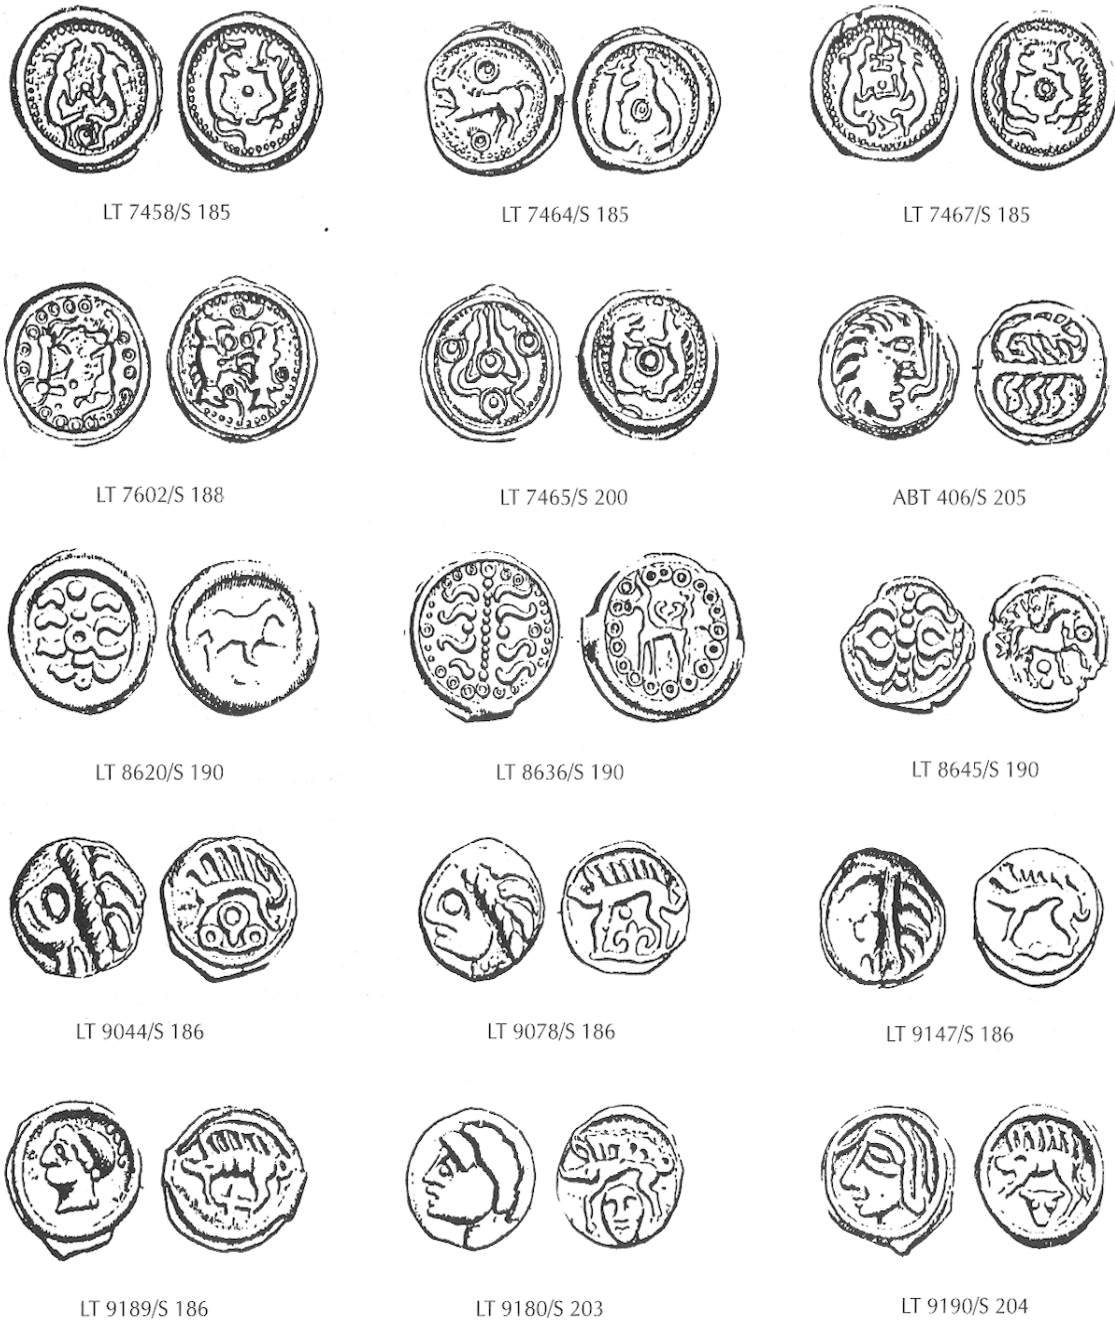 LT 7458/S 185
LT 7464/S 185
LT 7467/S 185
LT 7602/S 188
LT 7465/S 200
ABT 406/S 205
LT 8620/S 190
LT 8636/S 190
LT 8645/S 190
LT 9044/S 186
LT 9078/S 186
LT 9147/S 186
LT 9189/S 186
LT 9180/S 203
LT 9190/S 204